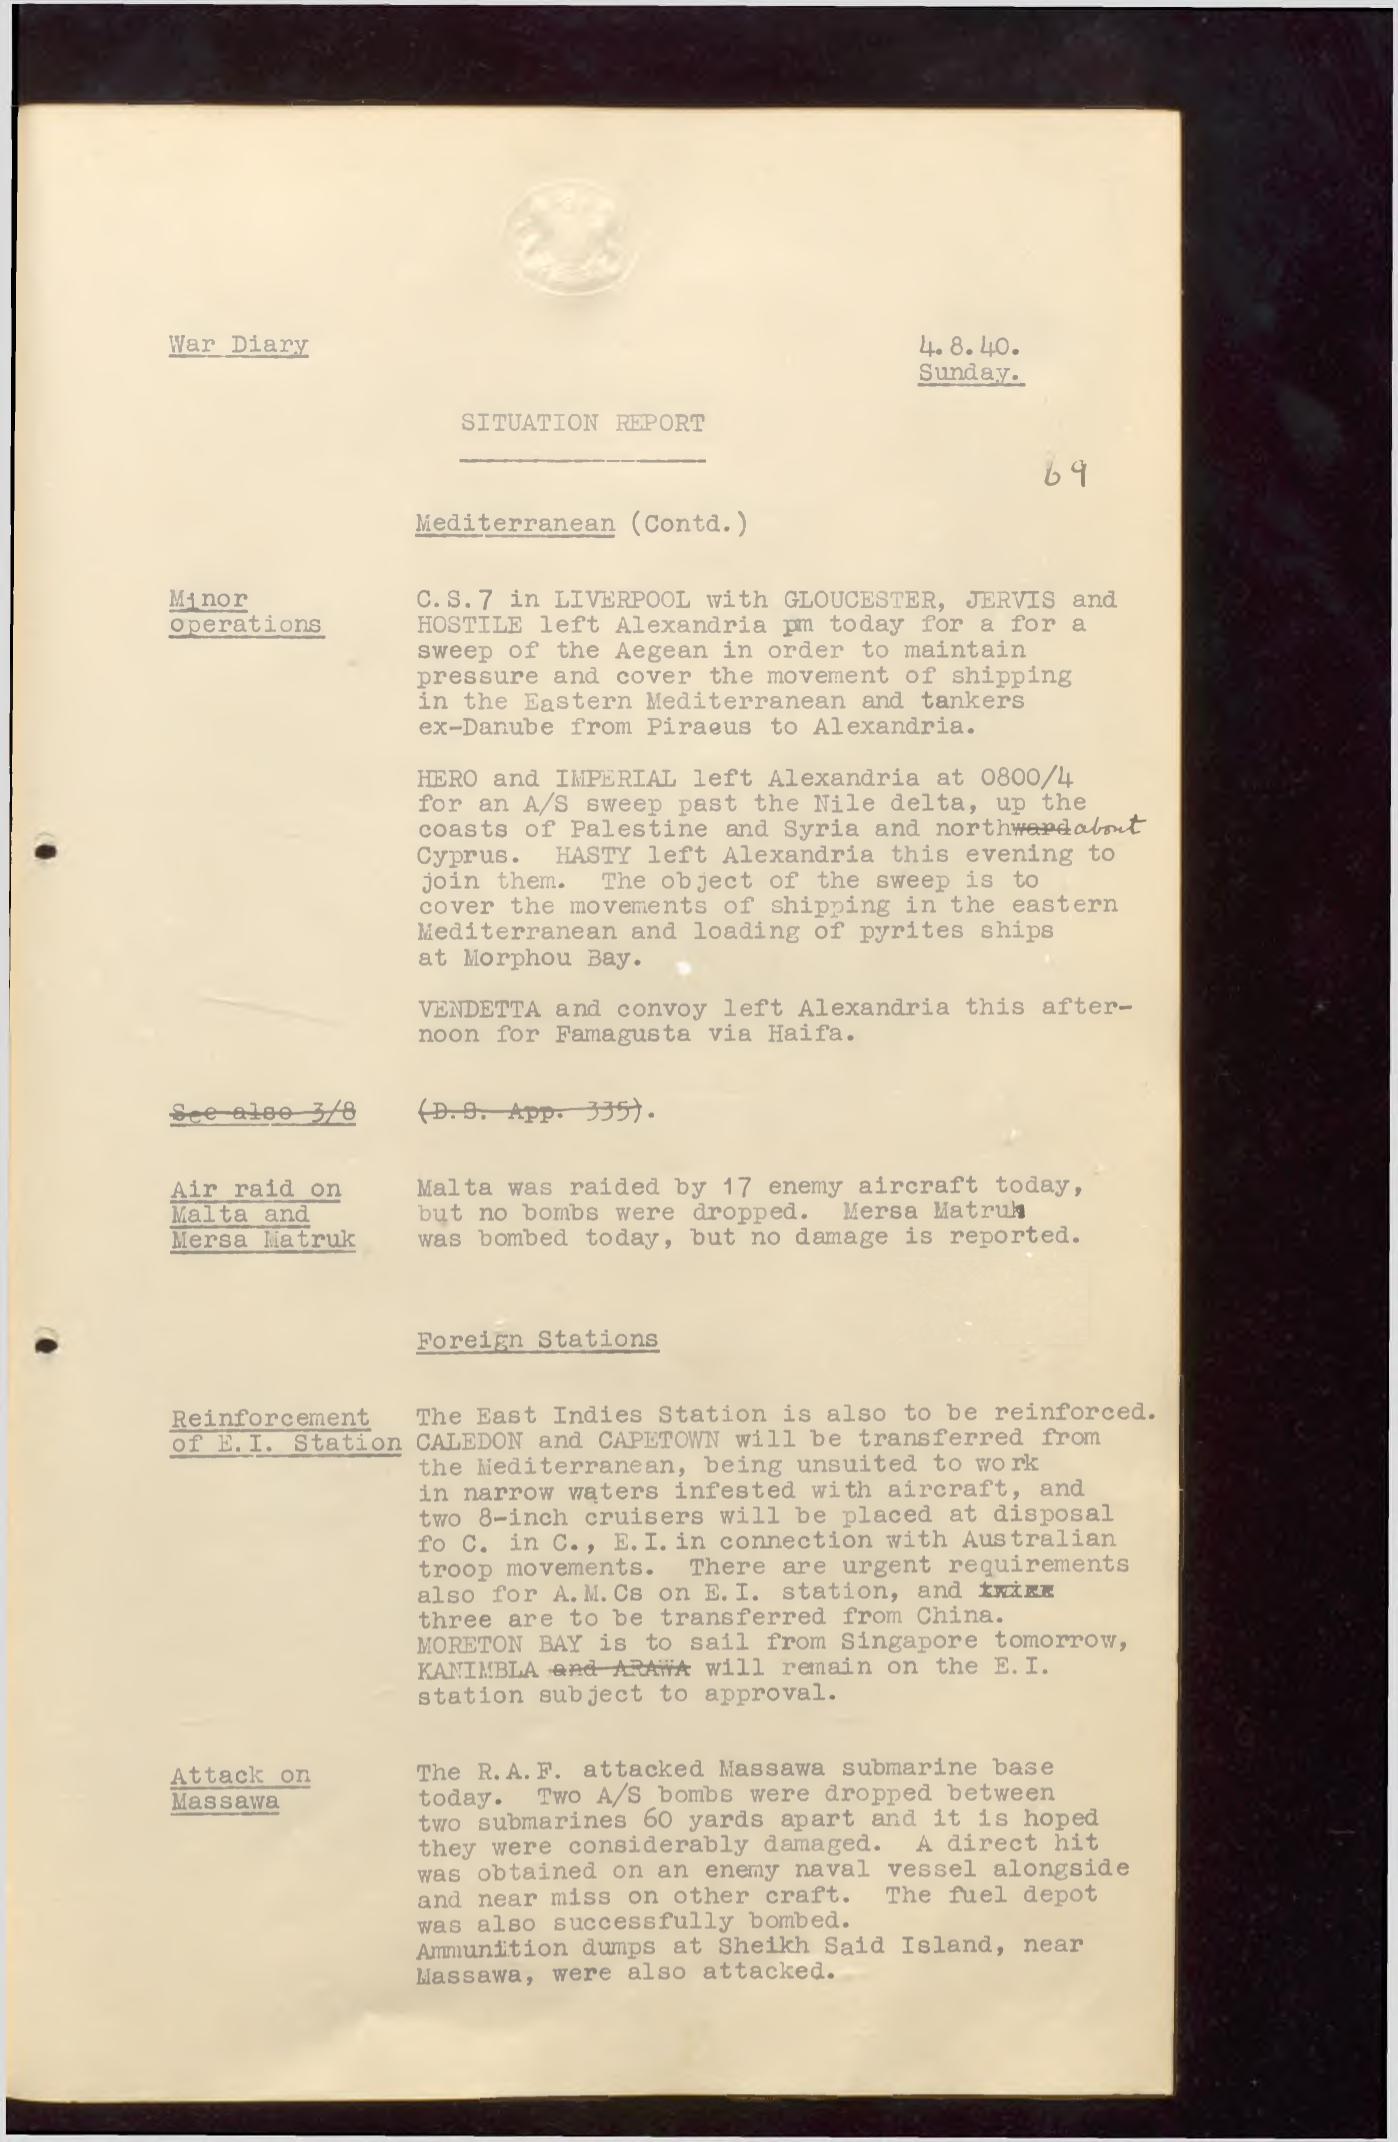 War Diary
4.8.40.
Sunday.
SITUATION REPORT
69
Mediterranean (Contd.)
Minor
operations
C.S.7 in LIVERPOOL with GLOUCESTER, JERVIS and
HOSTILE left Alexandria pm today for a for a
sweep of the Aegean in order to maintain
pressure and cover the movement of shipping
in the Eastern Mediterranean and tankers
ex-Danube from Piraeus to Alexandria.
HERO and IMPERIAL left Alexandria at 0800/4
for an A/S sweep past the Nile delta, up the
coasts of Palestine and Syria and northward about
Cyprus. HASTY left Alexandria this evening to
join them. The object of the sweep is to
cover the movements of shipping in the eastern
Mediterranean and loading of pyrites ships
at Morphou Bay.
VENDETTA and convoy left Alexandria this after-
noon for Famagusta via Haifa.
See also 3/8 (D.S. App. 335).
Air raid on
Malta and
Mersa Matruk
Malta was raided by 17 enemy aircraft today,
but no bombs were dropped. Mersa Matruh
was bombed today, but no damage is reported.
Foreign Stations
Reinforcement
of E.I. Station
The East Indies Station is also to be reinforced.
CALEDON and CAPETOWN will be transferred from
the Mediterranean, being unsuited to work
in narrow waters infested with aircraft, and
two 8-inch cruisers will be placed at disposal
fo C. in C., E.I. in connection with Australian
troop movements. There are urgent requirements
also for A.M.Cs on E.I. station, and
three are to be transferred from China.
MORETON BAY is to sail from Singapore tomorrow,
KANIMBLA and ARAWA will remain on the E.I.
station subject to approval.
Attack on
Massawa
The R.A.F. attacked Massawa submarine base
today. Two A/S bombs were dropped between
two submarines 60 yards apart and it is hoped
they were considerably damaged. A direct hit
was obtained on an enemy naval vessel alongside
and near miss on other craft. The fuel depot
was also successfully bombed.
Ammunition dumps at Sheikh Said Island, near
Massawa, were also attacked.